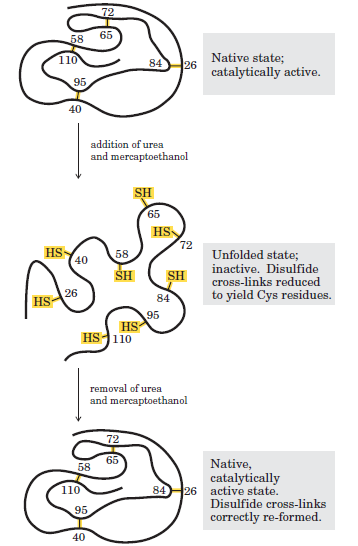 72
58
65
110
84
26
95
40
Native state;
catalytically active.
addition of urea
and mercaptoethanol
SH
65
HS
72
HS
40
58
SH
SH
26
HS
84
95
HS
HS
110
Unfolded state;
inactive. Disulfide
cross-links reduced
to yield Cys residues.
removal of urea
and mercaptoethanol
72
65
58
110
84
26
95
40
Native,
catalytically
active state.
Disulfide cross-links
correctly re-formed.